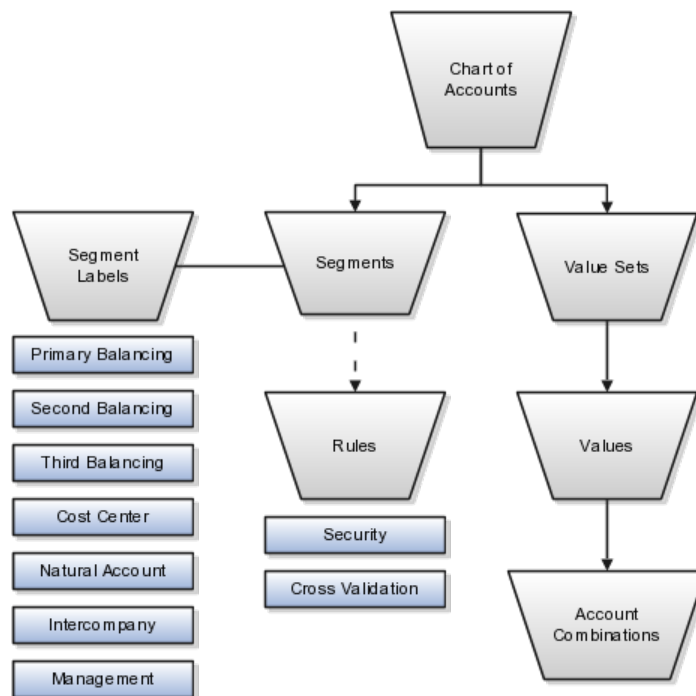 Chart of
Accounts
Segment
Labels
Segments
Value Sets
Primary Balancing
Second Balancing
Third Balancing
Cost Center
Natural Account
Intercompany
Management
Rules
Security
Cross Validation
Values
Account
Combinations